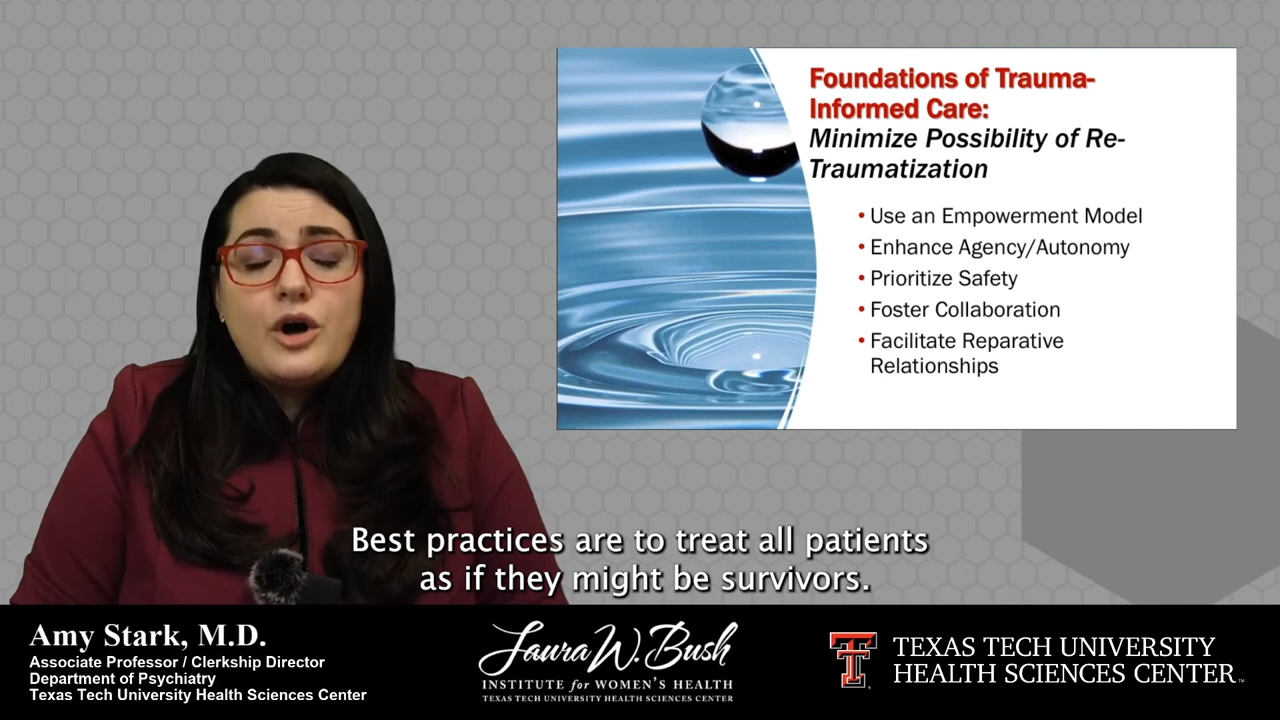 Foundations of Trauma-
Informed Care:
Minimize Possibility of Re-
Traumatization
• Use an Empowerment Model
• Enhance Agency/Autonomy
• Prioritize Safety
• Foster Collaboration
• Facilitate Reparative
Relationships
Best practices are to treat all patients
as if they might be survivors.
Amy Stark, M.D.
Associate Professor / Clerkship Director
Department of Psychiatry
Texas Tech University Health Sciences Center
Laura W. Bush
INSTITUTE for WOMEN'S HEALTH
TEXAS TECH UNIVERSITY HEALTH SCIENCES CENTER
TEXAS TECH UNIVERSITY
HEALTH SCIENCES CENTER™